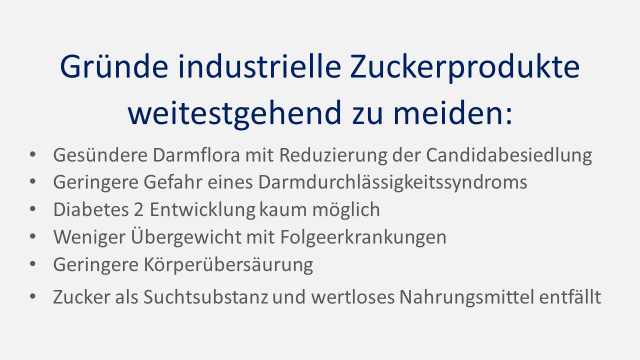 Gründe industrielle Zuckerprodukte
weitestgehend zu meiden:
• Gesündere Darmflora mit Reduzierung der Candidabesiedlung
• Geringere Gefahr eines Darmdurchlässigkeitssyndroms
• Diabetes 2 Entwicklung kaum möglich
• Weniger Übergewicht mit Folgeerkrankungen
• Geringere Körperübersäurung
• Zucker als Suchtsubstanz und wertloses Nahrungsmittel entfällt